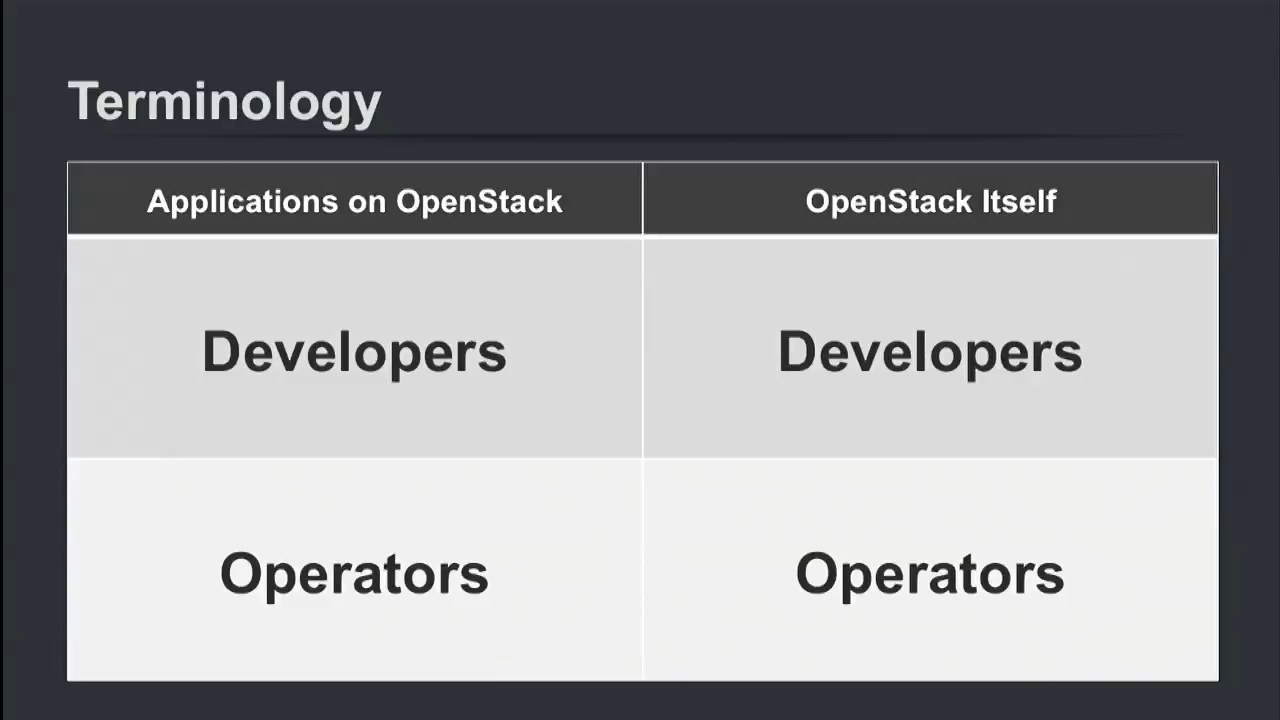 Terminology
Applications on OpenStack
OpenStack Itself
Developers
Developers
Operators
Operators